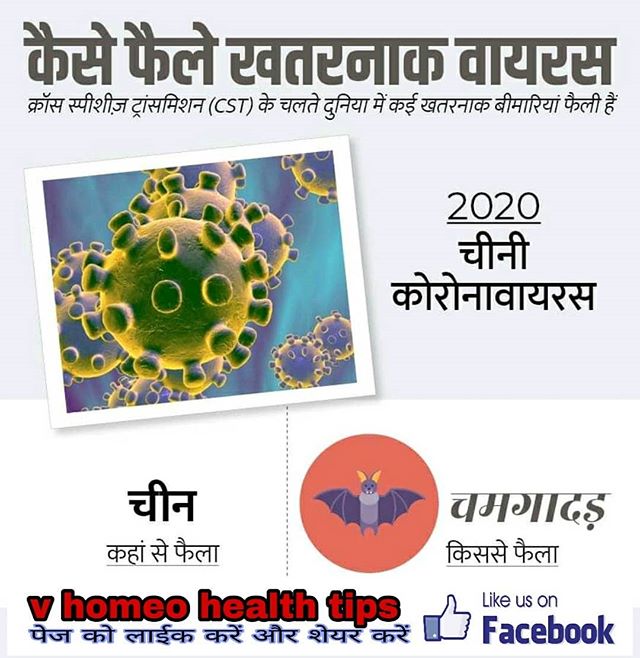 कैसे फैले खतरनाक वायरस
क्रॉस स्पीशीज़ ट्रांसमिशन (CST) के चलते दुनिया में कई खतरनाक बीमारियां फैली हैं
2020
चीनी
कोरोनावायरस
चीन
कहां से फैला
चमगादड़
किससे फैला
v homeo health tips
पेज को लाईक करें और शेयर करें
Like us on
Facebook